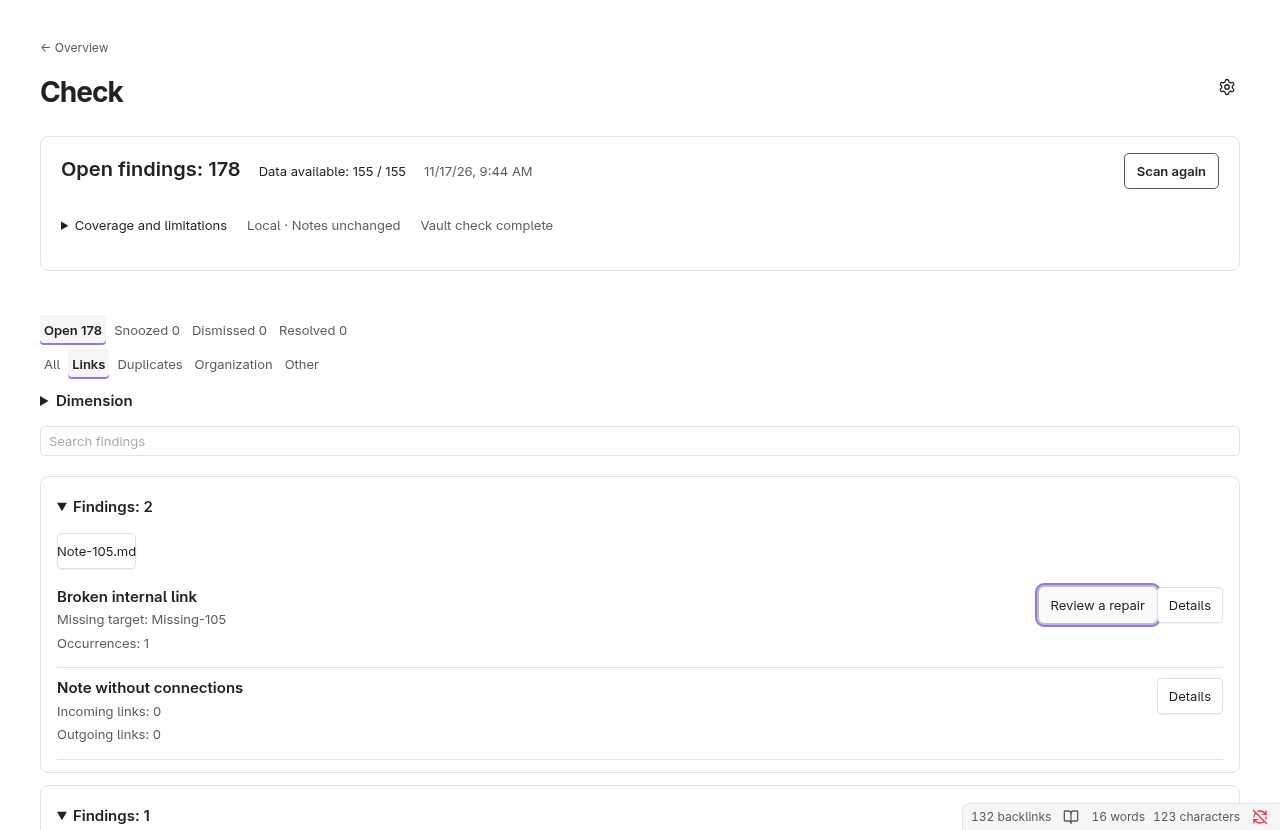 ← Overview
Check
Open findings: 178 Data available: 155 / 155 11/17/26, 9:44 AM Scan again
Coverage and limitations Local · Notes unchanged Vault check complete
Open 178 Snoozed 0 Dismissed 0 Resolved 0
All Links Duplicates Organization Other
Dimension
Search findings
Findings: 2
Note-105.md
Broken internal link
Missing target: Missing-105
Occurrences: 1
Review a repair Details
Note without connections
Incoming links: 0
Outgoing links: 0
Details
Findings: 1
132 backlinks 16 words 123 characters